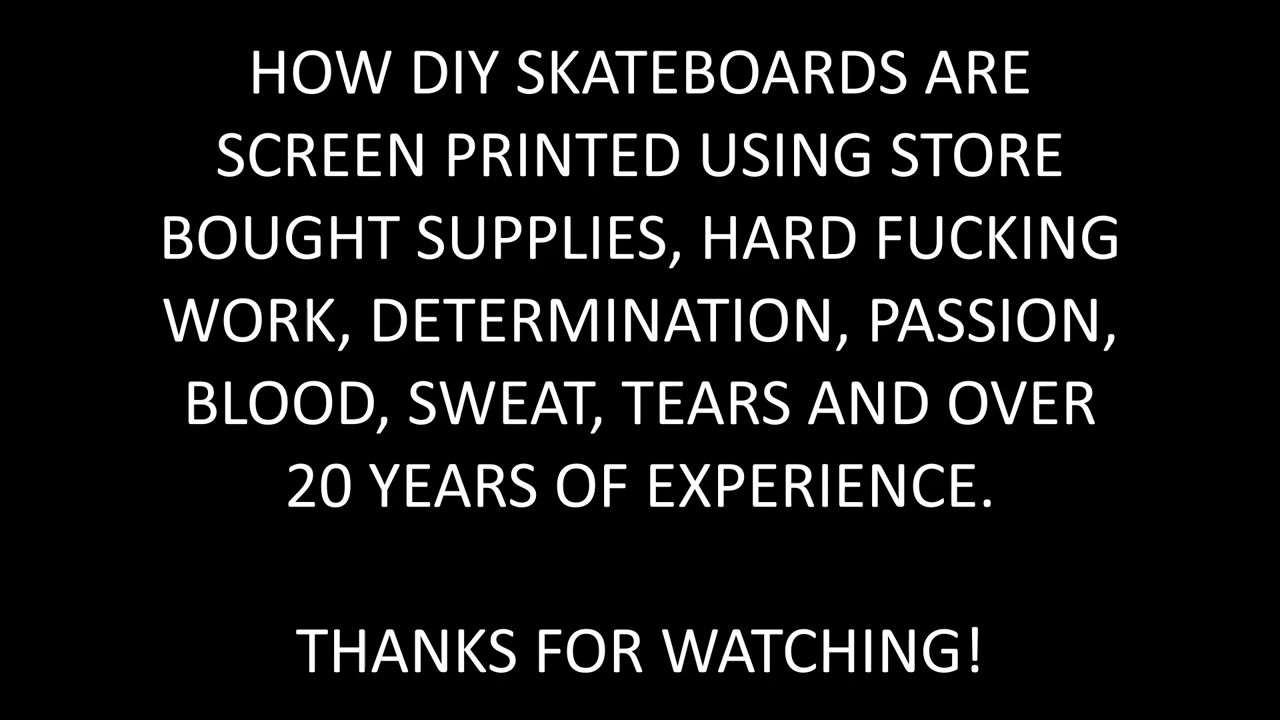 HOW DIY SKATEBOARDS ARE
SCREEN PRINTED USING STORE
BOUGHT SUPPLIES, HARD FUCKING
WORK, DETERMINATION, PASSION,
BLOOD, SWEAT, TEARS AND OVER
20 YEARS OF EXPERIENCE.
THANKS FOR WATCHING!